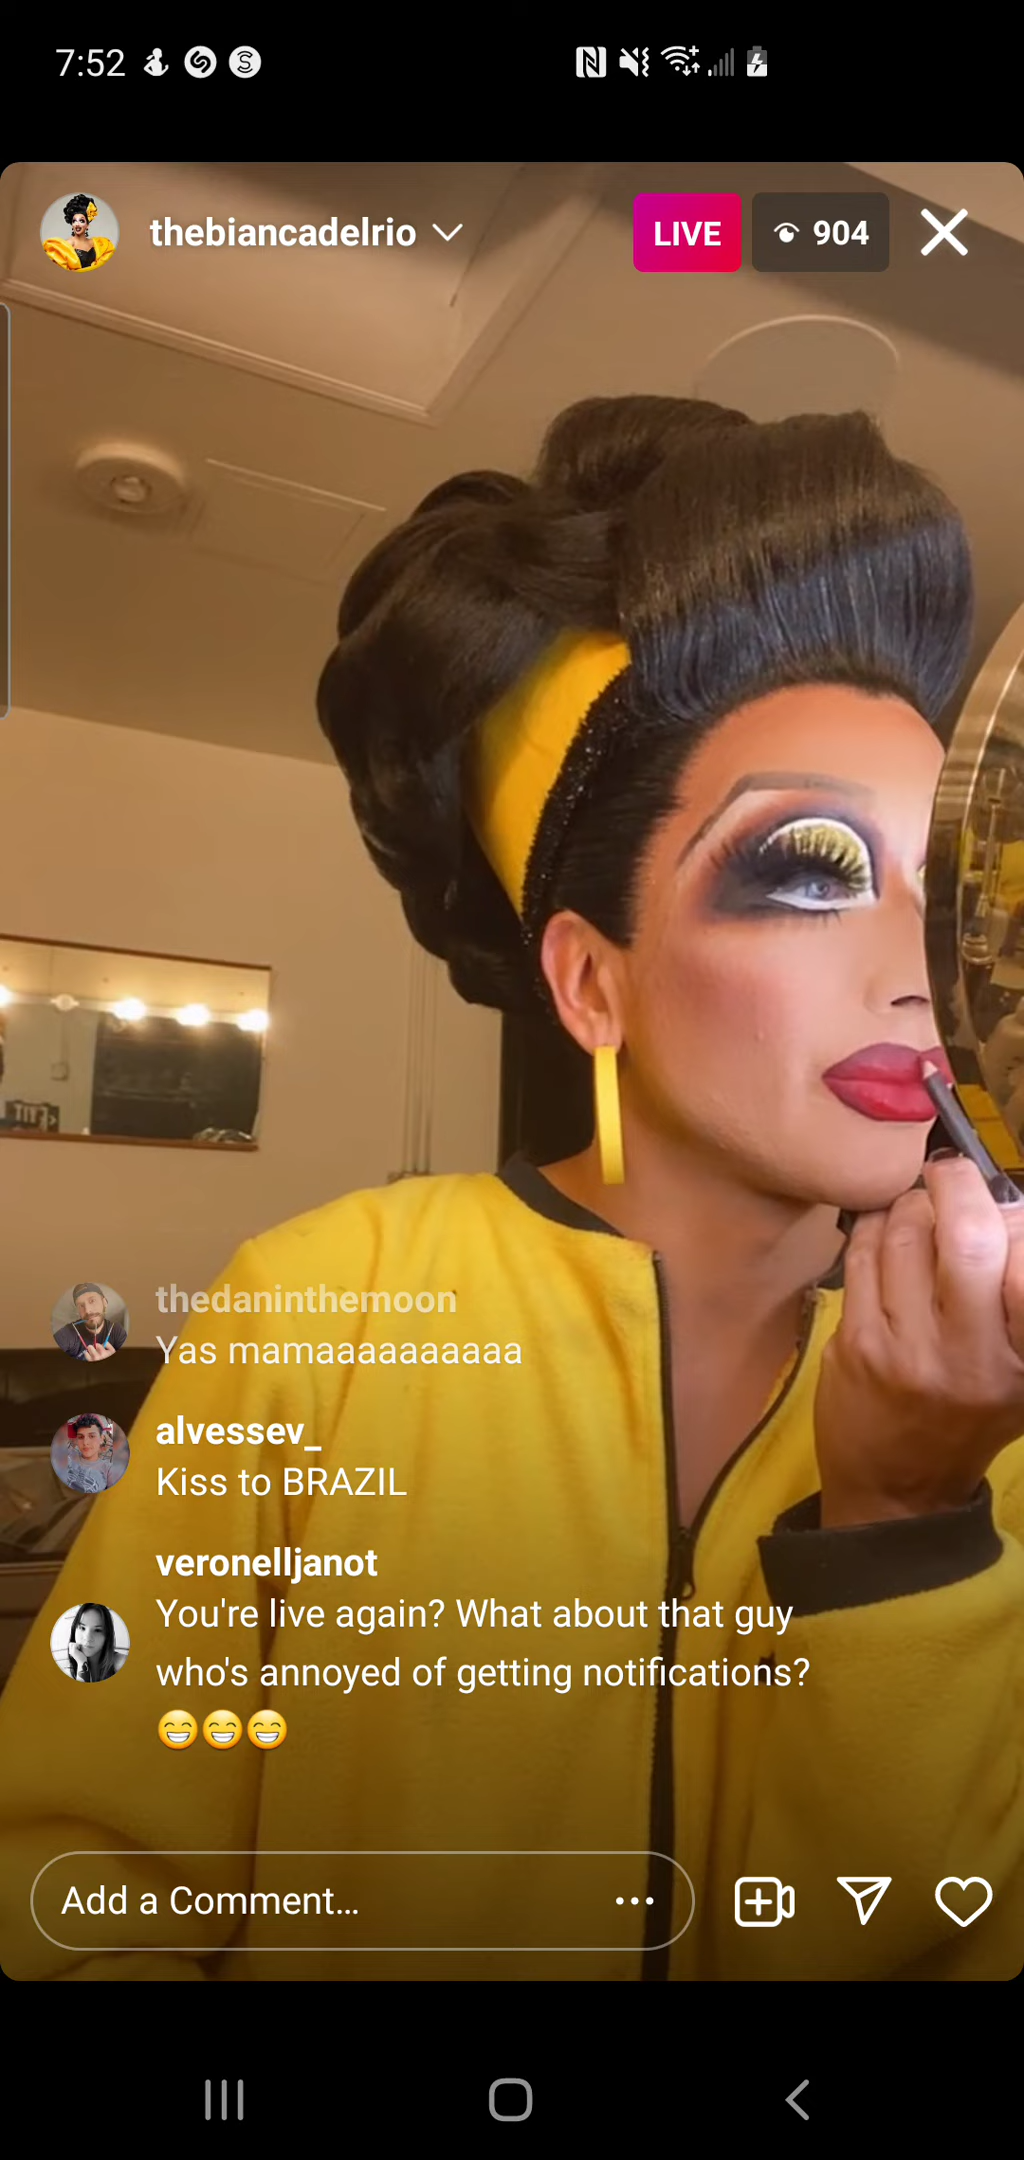 7:52
thebiancadelrio
LIVE
904
thedaninthemoon
Yas mamaaaaaaaaaa
alvessev_
Kiss to BRAZIL
veronelljanot
You're live again? What about that guy
who's annoyed of getting notifications?
😁😁😁
Add a Comment...